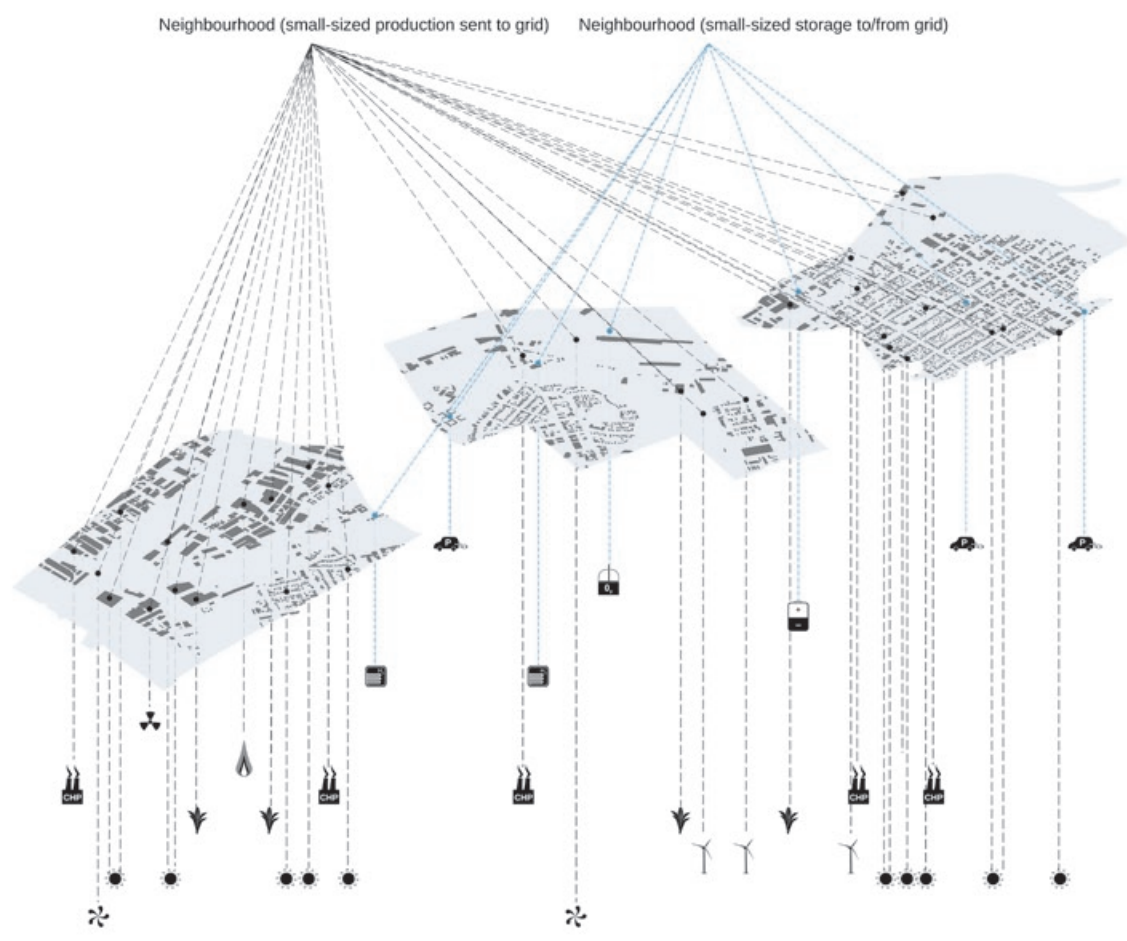 Neighbourhood (small-sized production sent to grid) Neighbourhood (small-sized storage to/from grid)
P
P
P
0
+
-
CHP
CHP
CHP
CHP
CHP